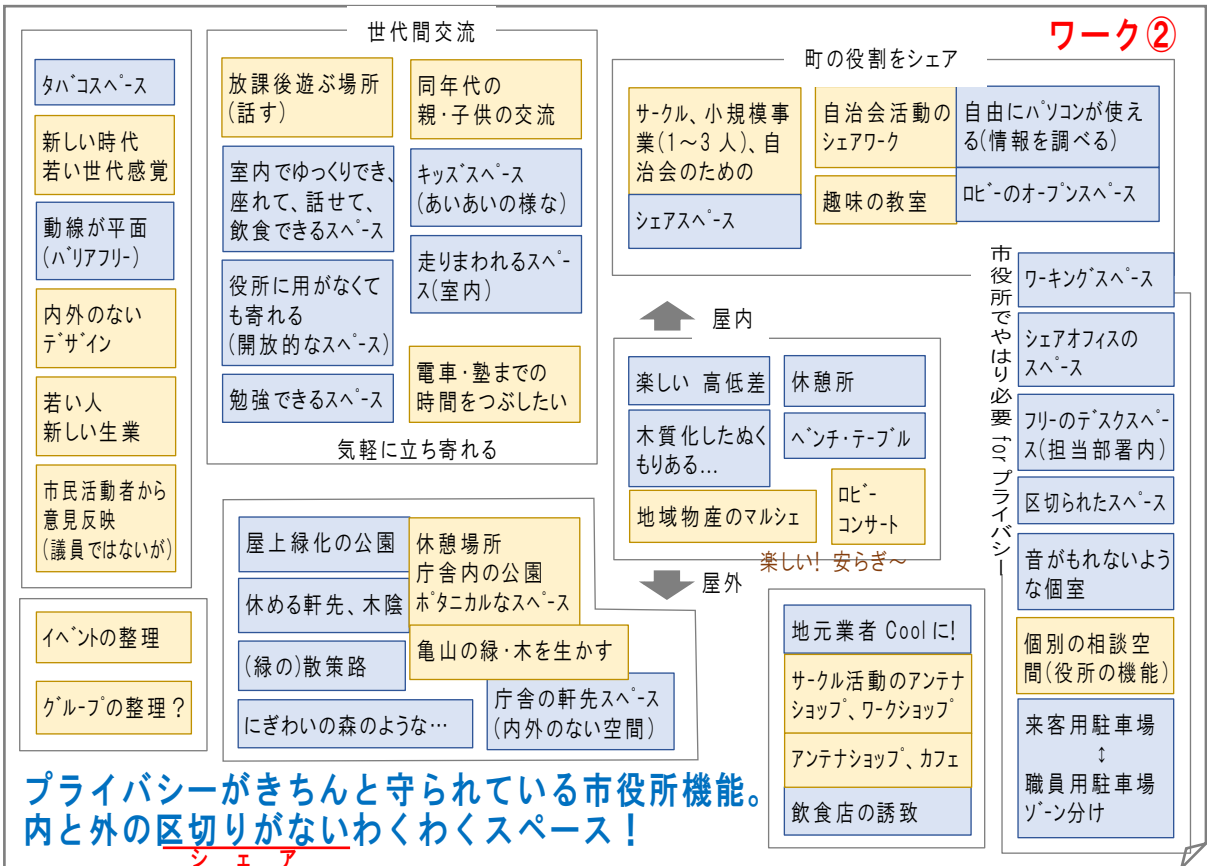 ワーク②
タバコスペース
新しい時代
若い世代感覚
動線が平面
(バリアフリー)
内外のない
デザイン
若い人
新しい生業
市民活動者から
意見反映
(議員ではないが)
イベントの整理
グループの整理？
世代間交流
放課後遊ぶ場所
(話す)
同年代の
親・子供の交流
室内でゆっくりでき、
座れて、話せて、
飲食できるスペース
キッズスペース
(あいあいの様な)
走りまわれるスペー
ス(室内)
役所に用がなくて
も寄れる
(開放的なスペース)
勉強できるスペース
電車・塾までの
時間をつぶしたい
気軽に立ち寄れる
町の役割をシェア
サークル、小規模事
業(1～3 人)、自
治会のための
シェアスペース
自治会活動の
シェアワーク
趣味の教室
自由にパソコンが使え
る(情報を調べる)
ロビーのオープンスペース
屋内
楽しい 高低差
休憩所
木質化したぬく
もりある…
ベンチ・テーブル
地域物産のマルシェ
ロビー
コンサート
楽しい! 安らぎ～
屋外
屋上緑化の公園
休憩場所
庁舎内の公園
ボタニカルなスペース
休める軒先、木陰
亀山の緑・木を生かす
(緑の)散策路
庁舎の軒先スペース
(内外のない空間)
にぎわいの森のような…
地元業者 Cool に!
サークル活動のアンテナ
ショップ、ワークショップ
アンテナショップ、カフェ
飲食店の誘致
市役所でやはり必要 for プライバシー
ワーキングスペース
シェアオフィスの
スペース
フリーのデスクスペー
ス(担当部署内)
区切られたスペース
音がもれないよう
な個室
個別の相談空
間(役所の機能)
来客用駐車場
↕
職員用駐車場
ゾーン分け
プライバシーがきちんと守られている市役所機能。
内と外の区切りがないわくわくスペース！
シェア